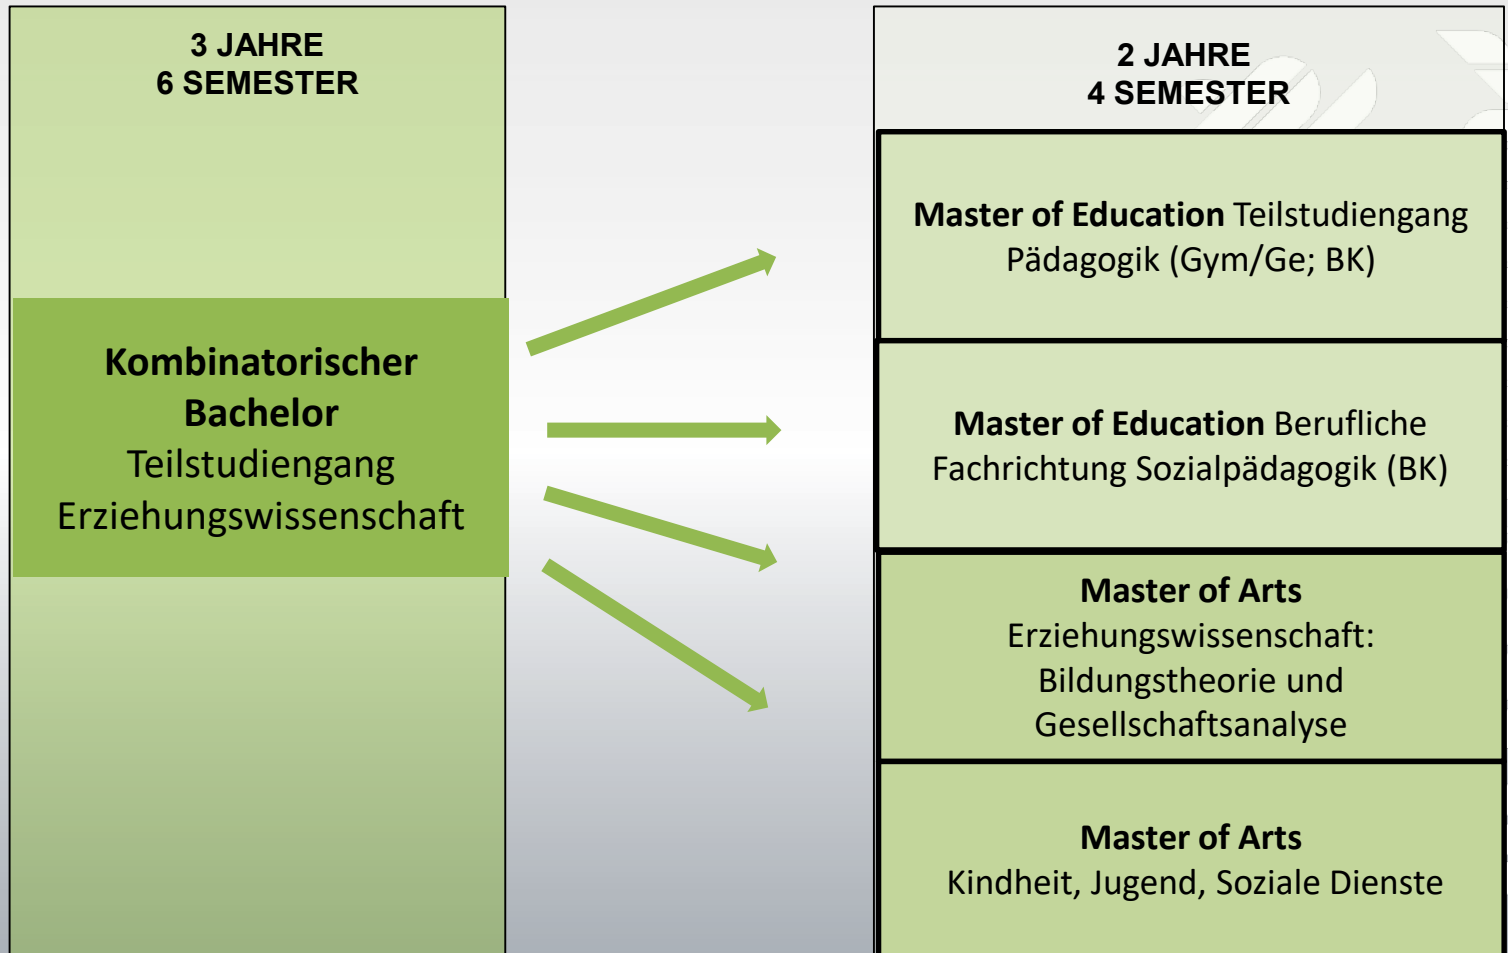 3 JAHRE
6 SEMESTER
Kombinatorischer
Bachelor
Teilstudiengang
Erziehungswissenschaft
2 JAHRE
4 SEMESTER
Master of Education Teilstudiengang
Pädagogik (Gym/Ge; BK)
Master of Education Berufliche
Fachrichtung Sozialpädagogik (BK)
Master of Arts
Erziehungswissenschaft:
Bildungstheorie und
Gesellschaftsanalyse
Master of Arts
Kindheit, Jugend, Soziale Dienste